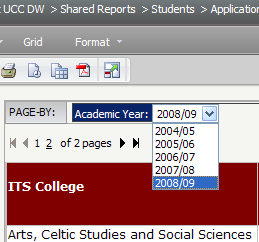 UCC DW > Shared Reports > Students > Application
Grid Format
PAGE-BY: Academic Year: 2008/09
1 2 of 2 pages
2004/05
2005/06
2006/07
2007/08
2008/09
ITS College
Arts, Celtic Studies and Social Sciences